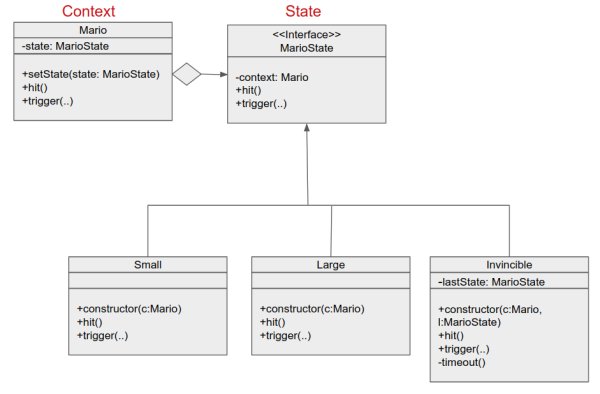 Context
State
Mario
-state: MarioState
+setState(state: MarioState)
+hit()
+trigger(..)
<<Interface>>
MarioState
-context: Mario
+hit()
+trigger(..)
Small
+constructor(c:Mario)
+hit()
+trigger(..)
Large
+constructor(c:Mario)
+hit()
+trigger(..)
Invincible
-lastState: MarioState
+constructor(c:Mario,
l:MarioState)
+hit()
+trigger(..)
-timeout()